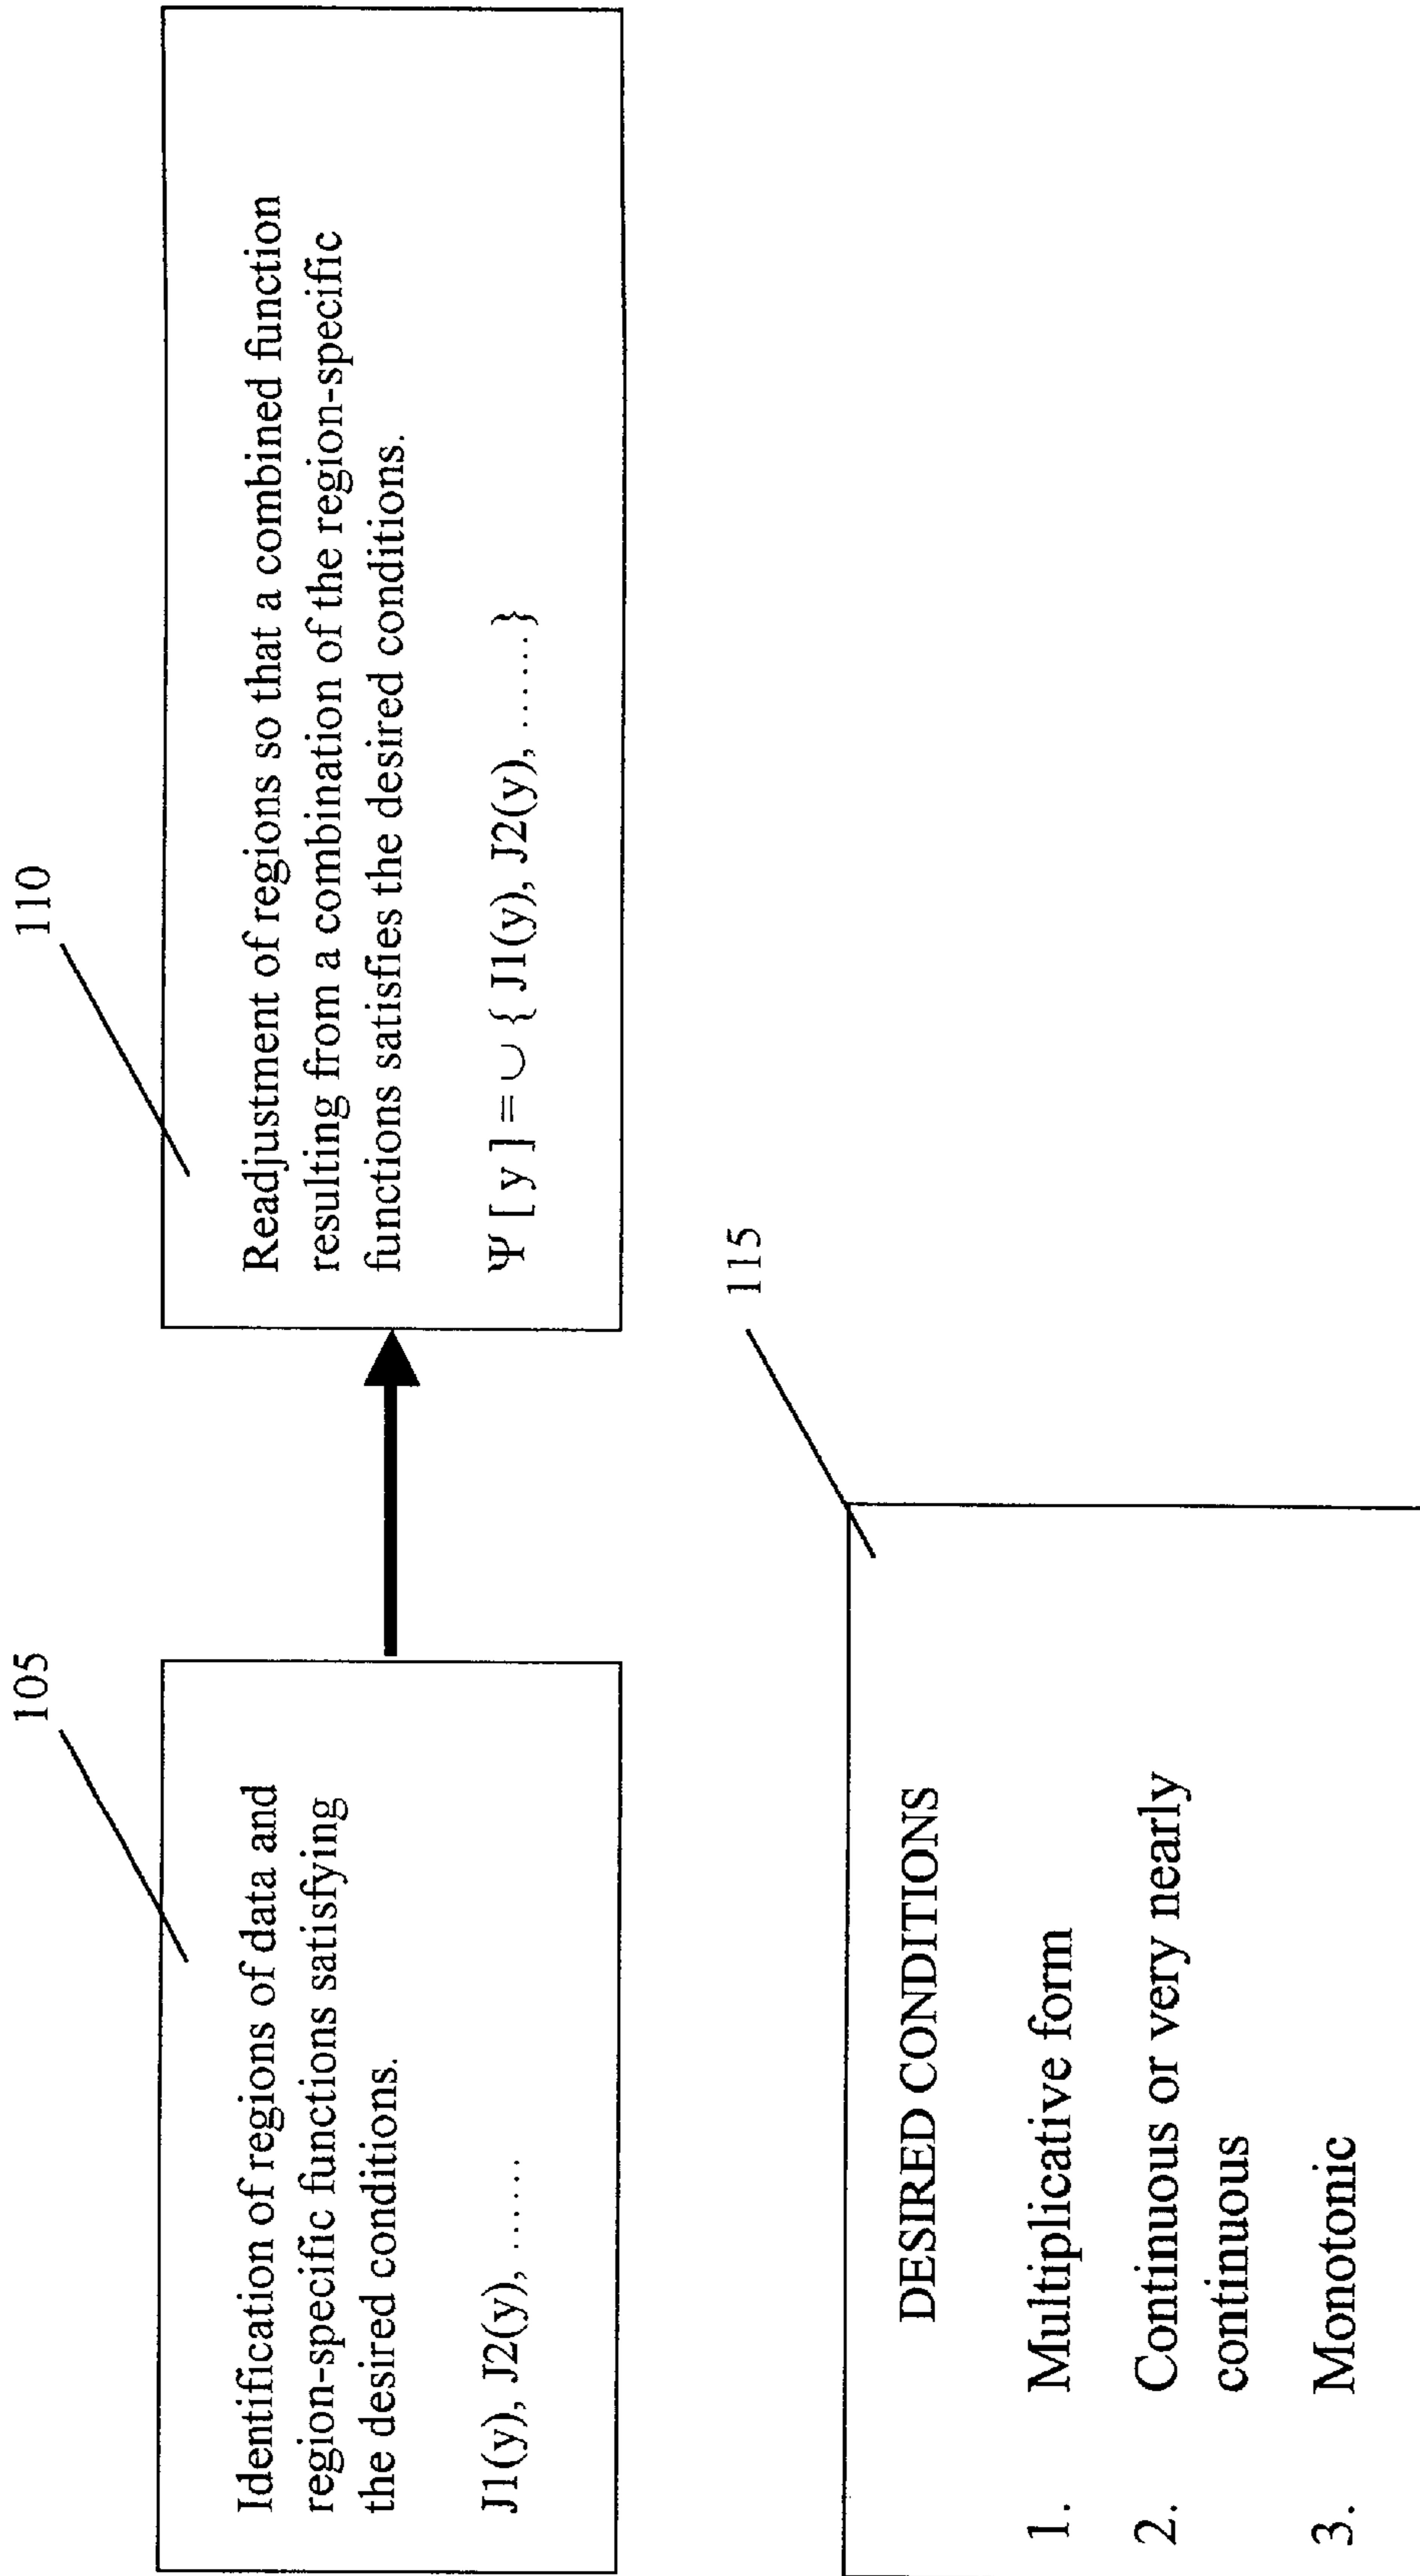 105
Identification of regions of data and
region-specific functions satisfying
the desired conditions.
J1(y), J2(y), ......
110
Readjustment of regions so that a combined function
resulting from a combination of the region-specific
functions satisfies the desired conditions.
Ψ [ y ] = ∪ { J1(y), J2(y), ...... }
115
DESIRED CONDITIONS
1. Multiplicative form
2. Continuous or very nearly
continuous
3. Monotonic